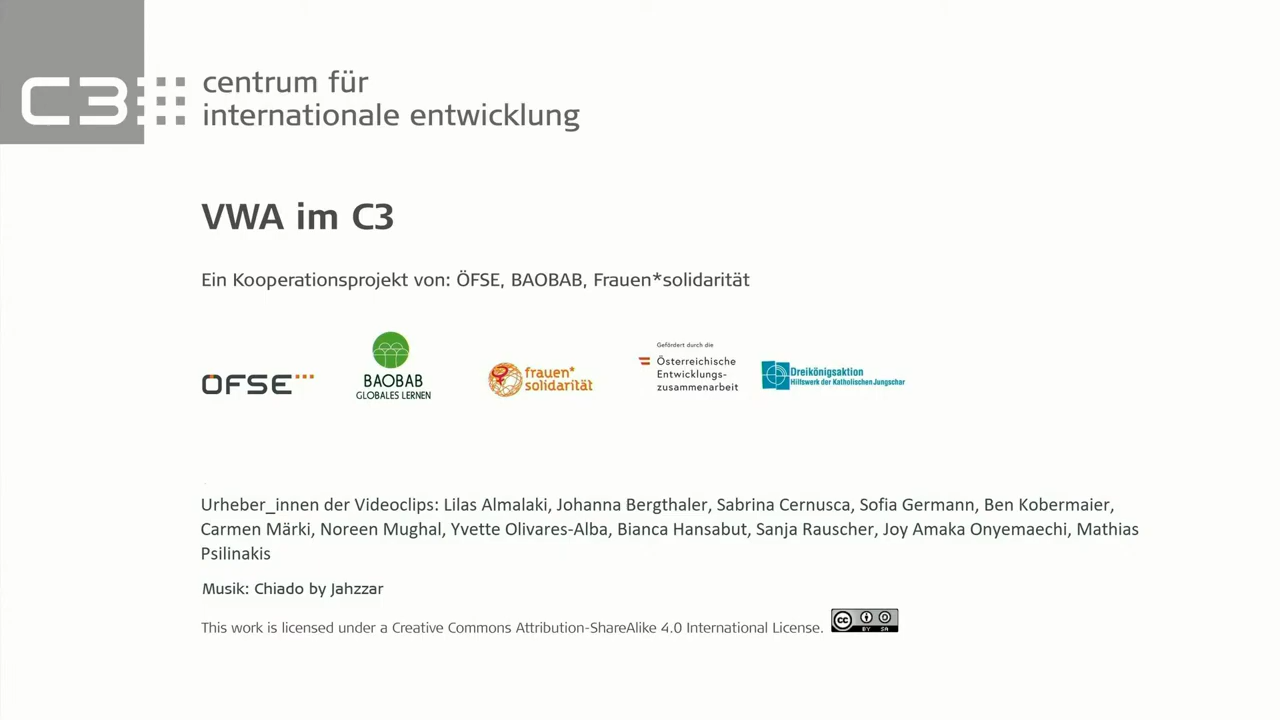 C3
centrum für
internationale entwicklung
VWA im C3
Ein Kooperationsprojekt von: ÖFSE, BAOBAB, Frauen*solidarität
ÖFSE
BAOBAB
GLOBALES LERNEN
frauen*
solidarität
Gefördert durch die
Österreichische
Entwicklungs-
zusammenarbeit
Dreikönigsaktion
Hilfswerk der Katholischen Jungschar
Urheber_innen der Videoclips: Lilas Almalaki, Johanna Bergthaler, Sabrina Cernusca, Sofia Germann, Ben Kobermaier,
Carmen Märki, Noreen Mughal, Yvette Olivares-Alba, Bianca Hansabut, Sanja Rauscher, Joy Amaka Onyemaechi, Mathias
Psilinakis
Musik: Chiado by Jahzzar
This work is licensed under a Creative Commons Attribution-ShareAlike 4.0 International License.
cc BY SA